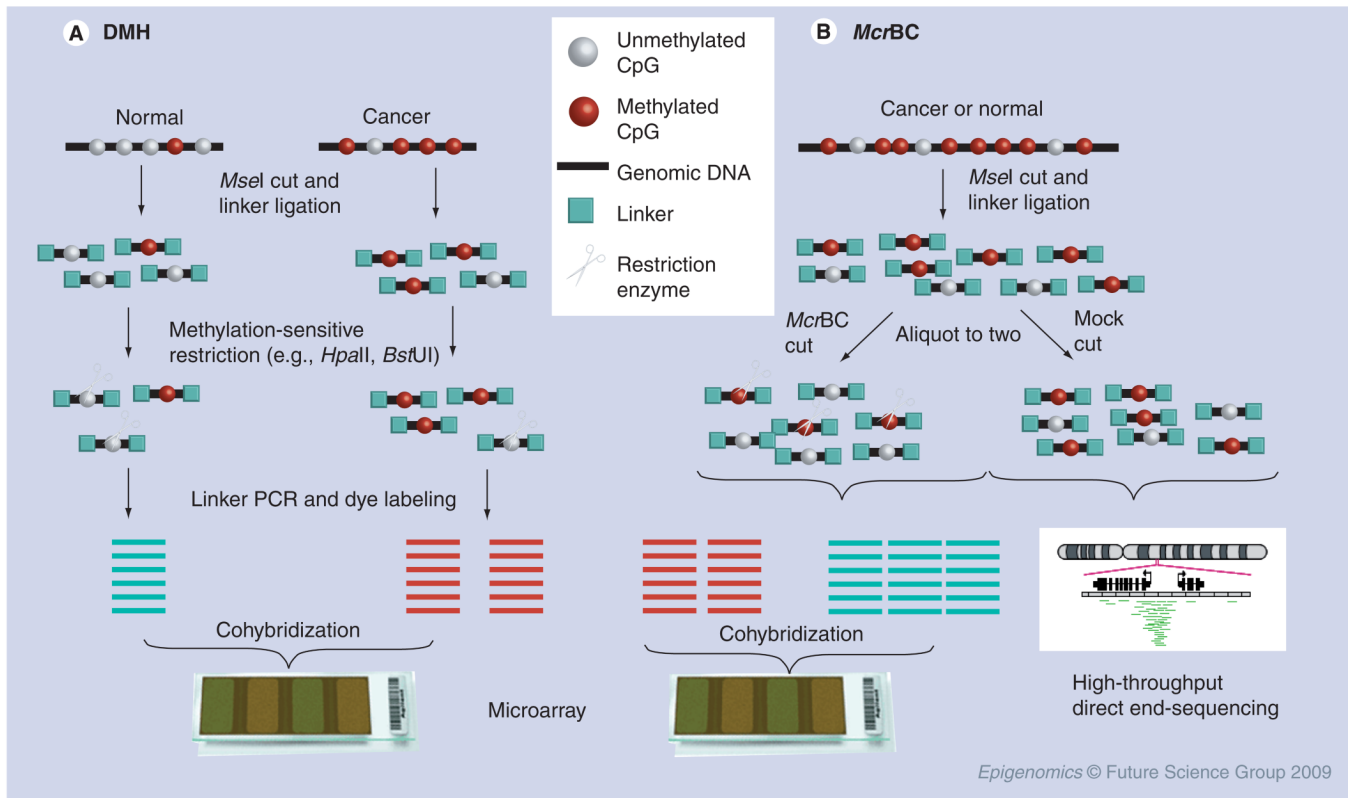 A DMH
Normal
Cancer
MseI cut and
linker ligation
Methylation-sensitive
restriction (e.g., HpaII, BstUI)
Linker PCR and dye labeling
Cohybridization
Microarray
Unmethylated
CpG
Methylated
CpG
Genomic DNA
Linker
Restriction
enzyme
B McrBC
Cancer or normal
MseI cut and
linker ligation
McrBC
cut
Aliquot to two
Mock
cut
Cohybridization
High-throughput
direct end-sequencing
Agilent
Agilent
Epigenomics © Future Science Group 2009